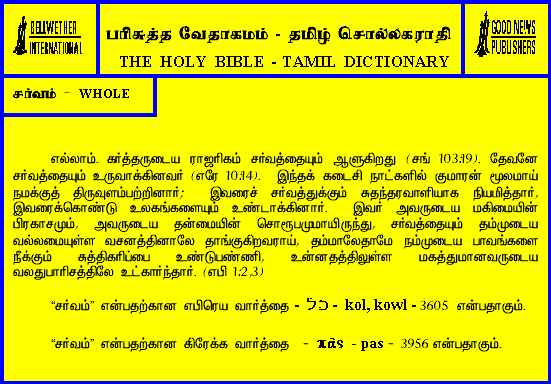 BELLWETHER
INTERNATIONAL
பரிசுத்த வேதாகமம் - தமிழ் சொல்லகராதி
THE HOLY BIBLE - TAMIL DICTIONARY
GOOD NEWS
PUBLISHERS
சர்வம் - WHOLE
எல்லாம். கர்த்தருடைய ராஜரிகம் சர்வத்தையும் ஆளுகிறது (சங் 103:19). தேவனே
சர்வத்தையும் உருவாக்கினவர் (எரே 10:14). இந்தக் கடைசி நாட்களில் குமாரன் மூலமாய்
நமக்குத் திருவுளம்பற்றினார்; இவரைச் சர்வத்துக்கும் சுதந்தரவாளியாக நியமித்தார்,
இவரைக்கொண்டு உலகங்களையும் உண்டாக்கினார். இவர் அவருடைய மகிமையின்
பிரகாசமும், அவருடைய தன்மையின் சொரூபமுமாயிருந்து, சர்வத்தையும் தம்முடைய
வல்லமையுள்ள வசனத்தினாலே தாங்குகிறவராய், தம்மாலேதாமே நம்முடைய பாவங்களை
நீக்கும் சுத்திகரிப்பை உண்டுபண்ணி, உன்னதத்திலுள்ள மகத்துமானவருடைய
வலதுபாரிசத்திலே உட்கார்ந்தார். (எபி 1:2,3)
“சர்வம்” என்பதற்கான எபிரெய வார்த்தை - כֹּל - kol, kowl - 3605 என்பதாகும்.
“சர்வம்” என்பதற்கான கிரேக்க வார்த்தை - πᾶς - pas - 3956 என்பதாகும்.